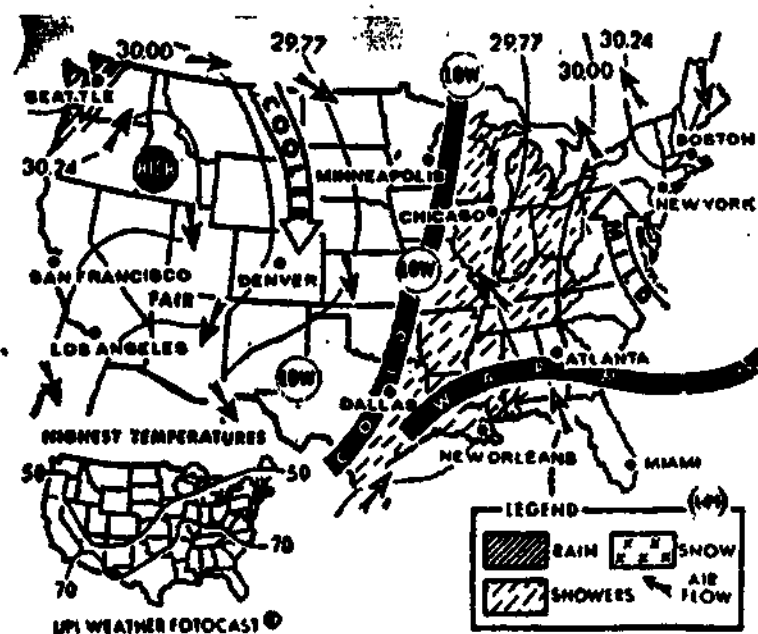 30.00
29.77
LOW
29.77
30.24
30.00
SEATTLE
COOLER
BOSTON
30.24
HIGH
MINNEAPOLIS
NEW YORK
CHICAGO
MILD
SAN FRANCISCO
DENVER
LOW
FAIR
LOS ANGELES
ATLANTA
LOW
DALLAS
HIGHEST TEMPERATURES
NEW ORLEANS
MIAMI
50
50
70
70
LEGEND
(UPI)
RAIN
SNOW
SHOWERS
AIR
FLOW
UPI WEATHER FOTOCAST ©